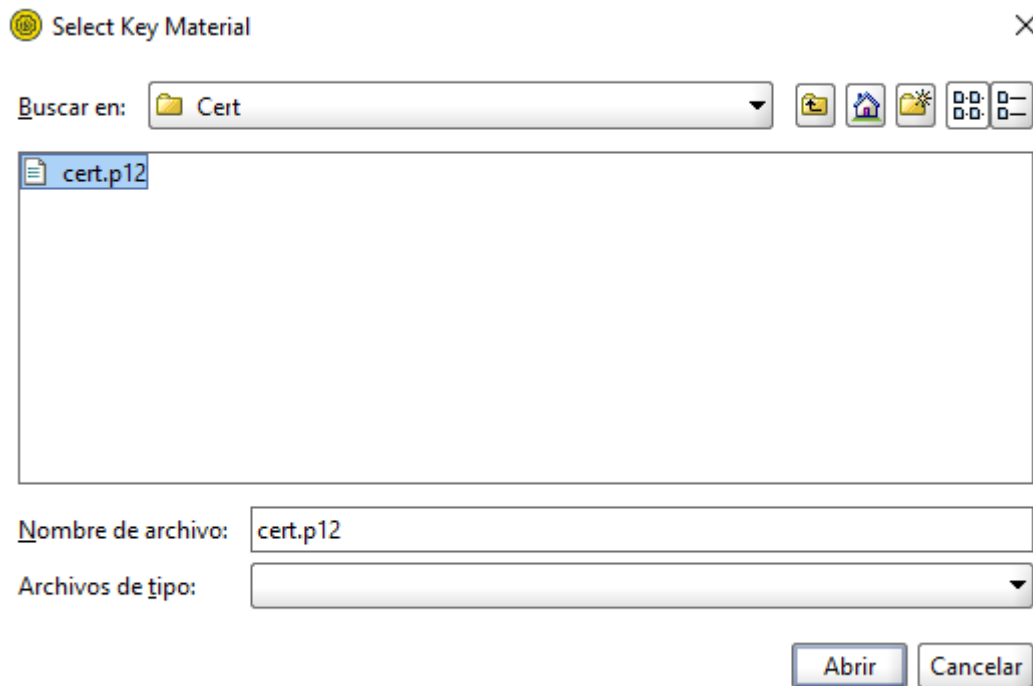 Select Key Material
Buscar en: Cert
cert.p12
Nombre de archivo: cert.p12
Archivos de tipo:
Abrir Cancelar